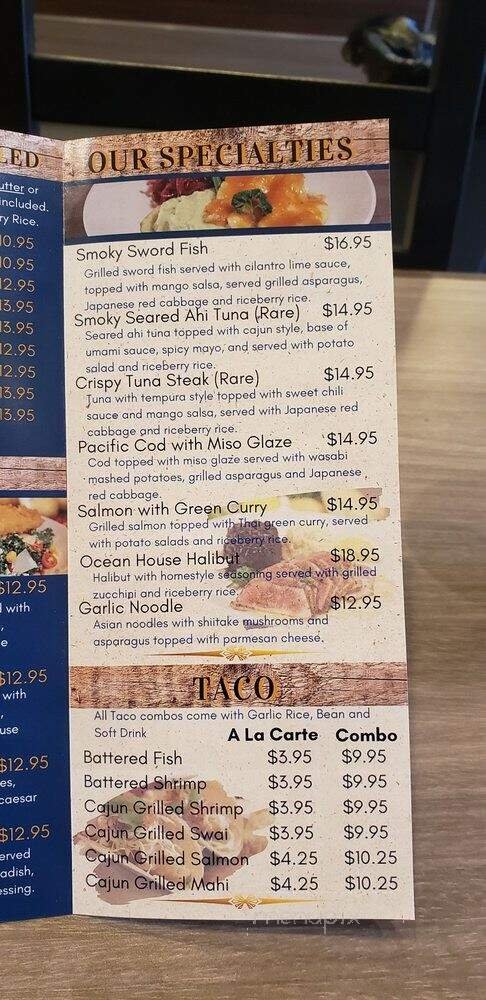 LED
utter or
included.
ry Rice.
10.95
10.95
12.95
13.95
13.95
12.95
12.95
13.95
13.95
$12.95
d with
e
$12.95
with
use
$12.95
es,
caesar
$12.95
erved
adish,
essing.
OUR SPECIALTIES
Smoky Sword Fish $16.95
Grilled sword fish served with cilantro lime sauce,
topped with mango salsa, served grilled asparagus,
Japanese red cabbage and riceberry rice.
Smoky Seared Ahi Tuna (Rare) $14.95
Seared ahi tuna topped with cajun style, base of
umami sauce, spicy mayo, and served with potato
salad and riceberry rice.
Crispy Tuna Steak (Rare) $14.95
Tuna with tempura style topped with sweet chili
sauce and mango salsa, served with Japanese red
cabbage and riceberry rice.
Pacific Cod with Miso Glaze $14.95
Cod topped with miso glaze served with wasabi
mashed potatoes, grilled asparagus and Japanese
red cabbage.
Salmon with Green Curry $14.95
Grilled salmon topped with Thai green curry, served
with potato salads and riceberry rice.
Ocean House Halibut $18.95
Halibut with homestyle seasoning served with grilled
zucchini and riceberry rice.
Garlic Noodle $12.95
Asian noodles with shiitake mushrooms and
asparagus topped with parmesan cheese.
TACO
All Taco combos come with Garlic Rice, Bean and
Soft Drink A La Carte Combo
Battered Fish $3.95 $9.95
Battered Shrimp $3.95 $9.95
Cajun Grilled Shrimp $3.95 $9.95
Cajun Grilled Swai $3.95 $9.95
Cajun Grilled Salmon $4.25 $10.25
Cajun Grilled Mahi $4.25 $10.25